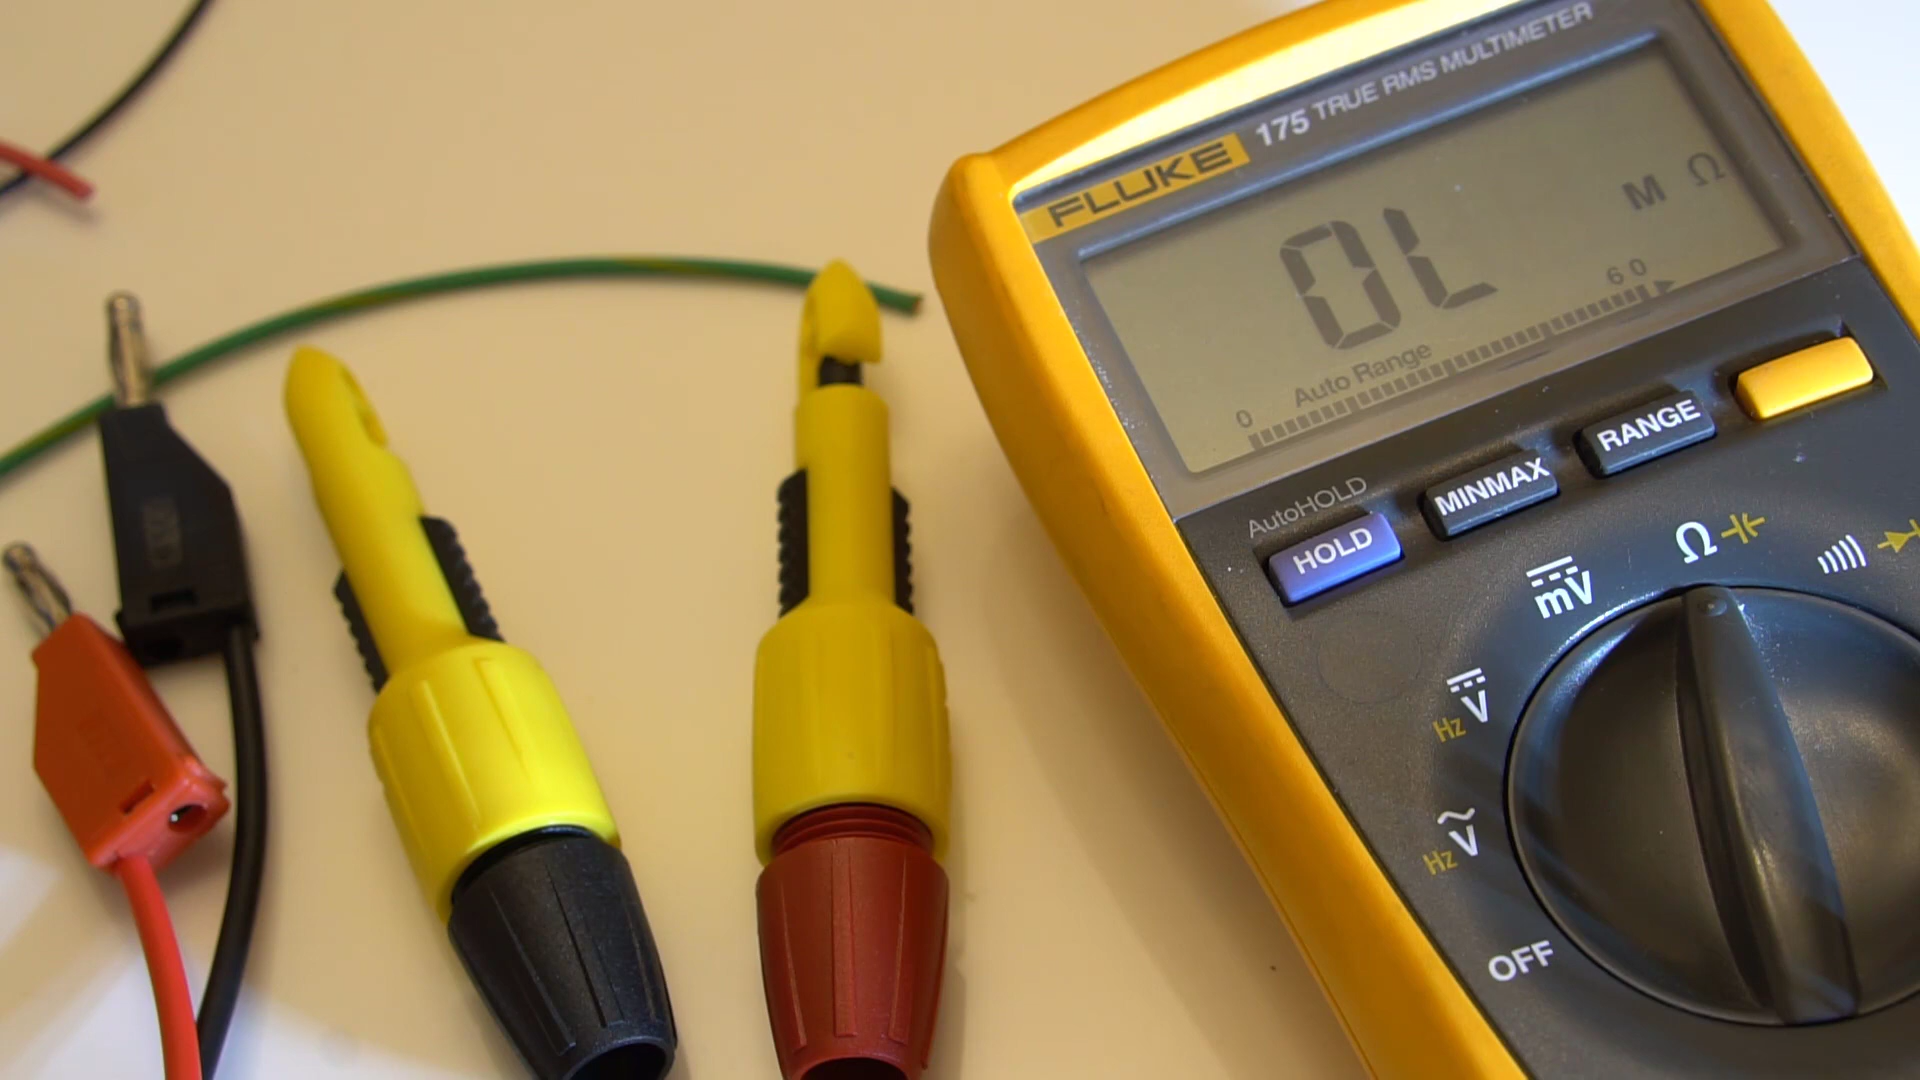 FLUKE 175 TRUE RMS MULTIMETER
M Ω
OL
0 Auto Range 60
AutoHOLD
HOLD MINMAX RANGE
mV Ω
V Hz
V Hz
OFF